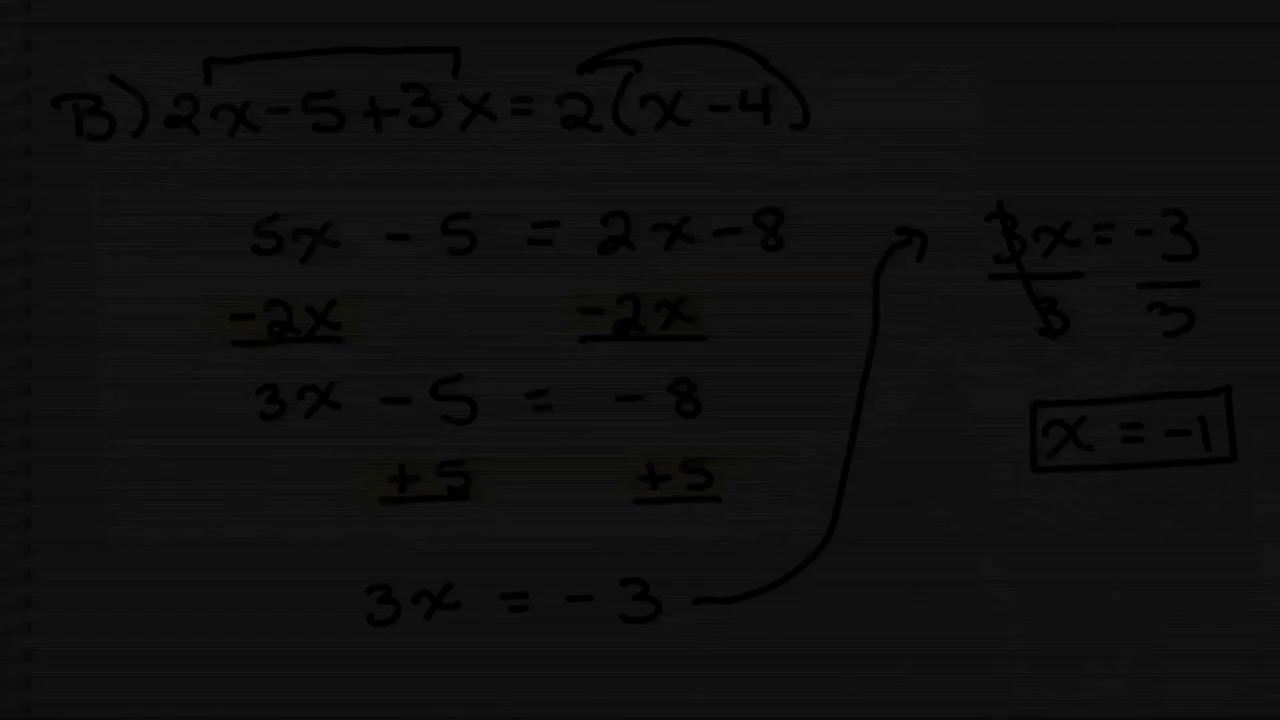 B) 2x - 5 + 3x = 2(x - 4)
5x - 5 = 2x - 8
-2x -2x
3x - 5 = -8
+5 +5
3x = -3
3x = -3
3 3
x = -1